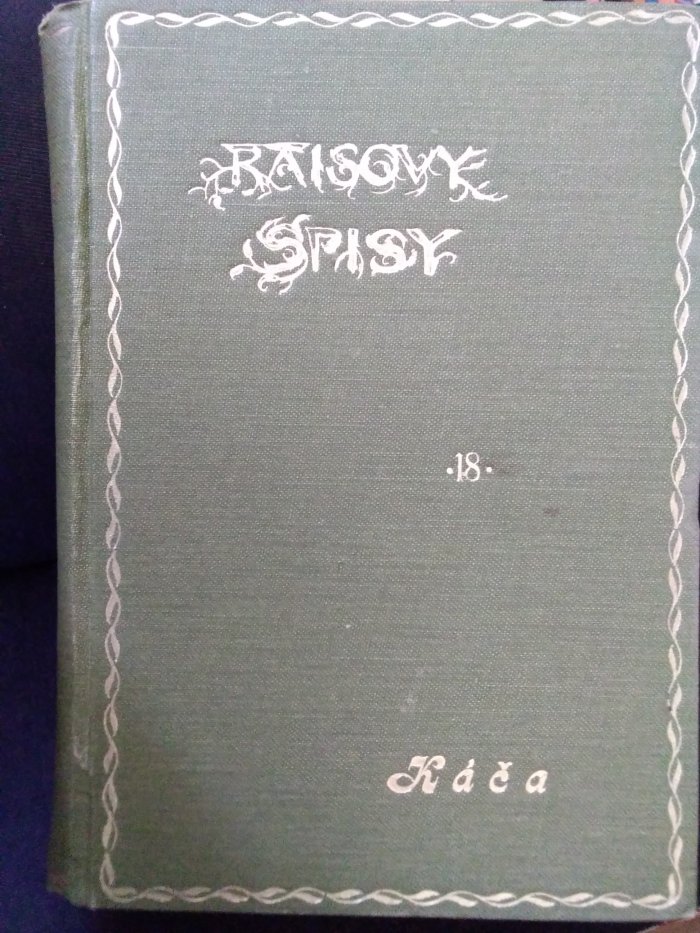 RAISOVY
SPISY
·18·
Káča